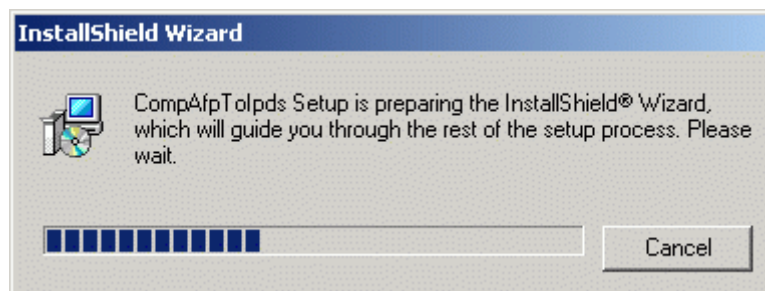 InstallShield Wizard
CompAfpToIpds Setup is preparing the InstallShield® Wizard,
which will guide you through the rest of the setup process. Please
wait.
Cancel